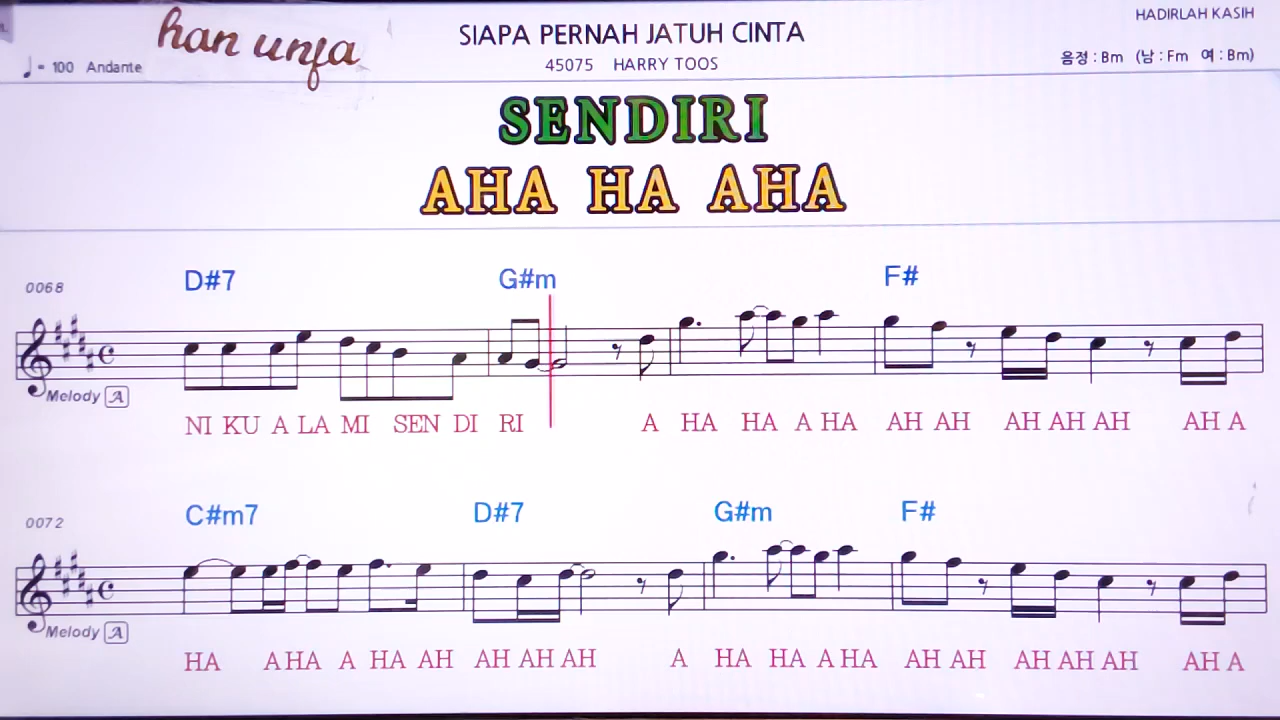 HADIRLAH KASIH
han unja
SIAPA PERNAH JATUH CINTA
♩= 100 Andante
45075 HARRY TOOS
음정 : Bm (남 : Fm 여 : Bm)
SENDIRI
AHA HA AHA
0068
D#7 G#m F#
Melody A
NI KU A LA MI SEN DI RI A HA HA A HA AH AH AH AH AH AH A
0072
C#m7 D#7 G#m F#
Melody A
HA A HA A HA AH AH AH AH A HA HA A HA AH AH AH AH AH AH A